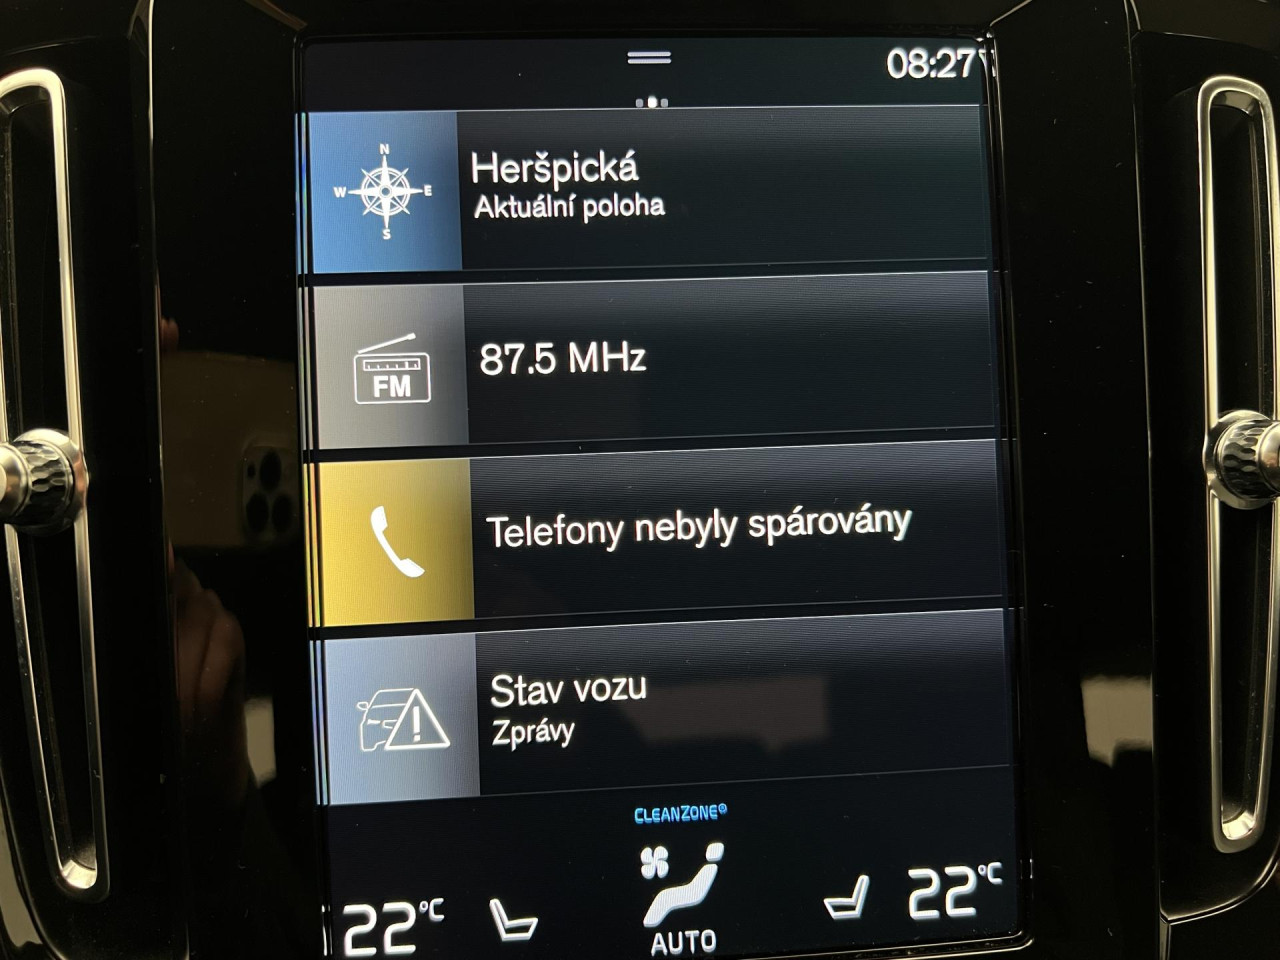 08:27
N
W E
S
Heršpická
Aktuální poloha
FM
87.5 MHz
Telefony nebyly spárovány
Stav vozu
Zprávy
CLEANZONE®
22°C
22°C
AUTO